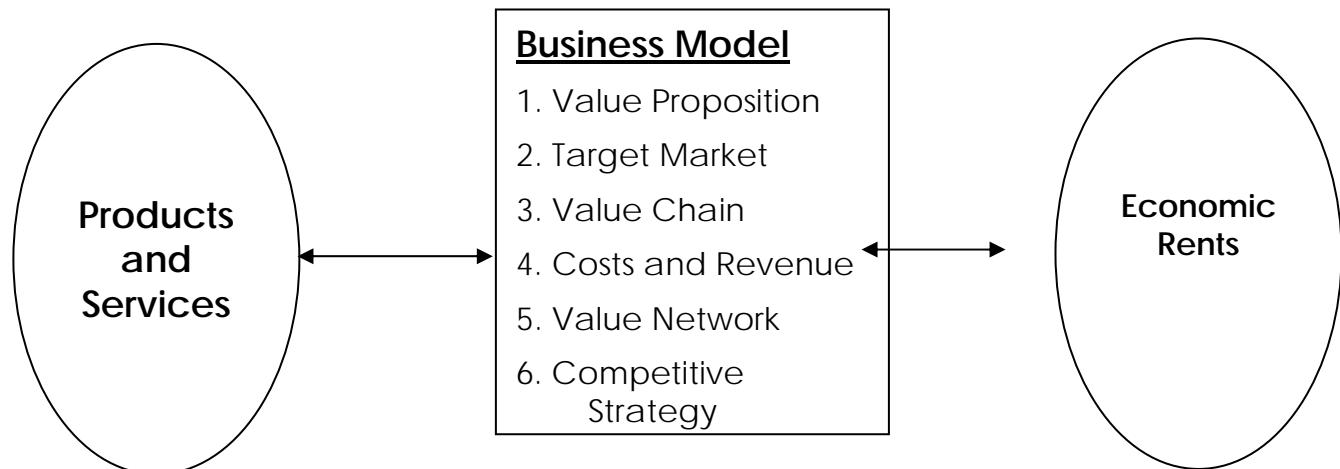 Products
and
Services
Business Model
1. Value Proposition
2. Target Market
3. Value Chain
4. Costs and Revenue
5. Value Network
6. Competitive
Strategy
Economic
Rents